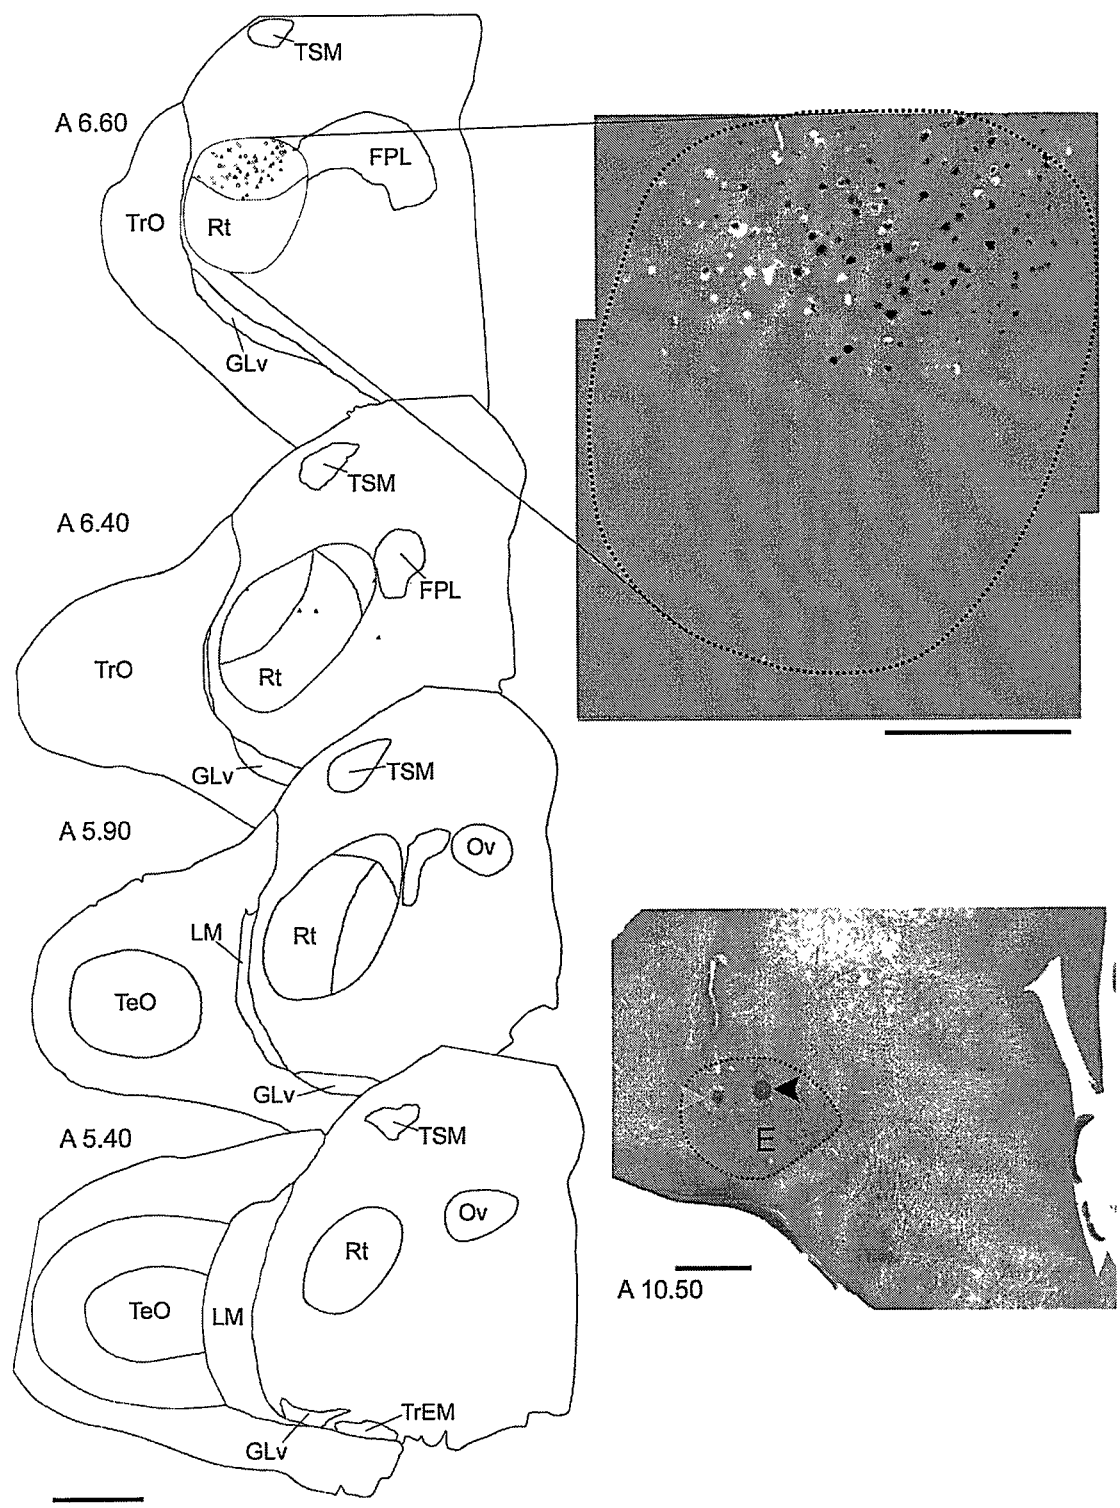 TSM
A 6.60
FPL
TrO
Rt
GLv
TSM
A 6.40
FPL
TrO
Rt
GLv
TSM
A 5.90
Ov
LM
Rt
TeO
GLv
A 5.40
TSM
Ov
Rt
TeO
LM
TrEM
GLv
E
A 10.50